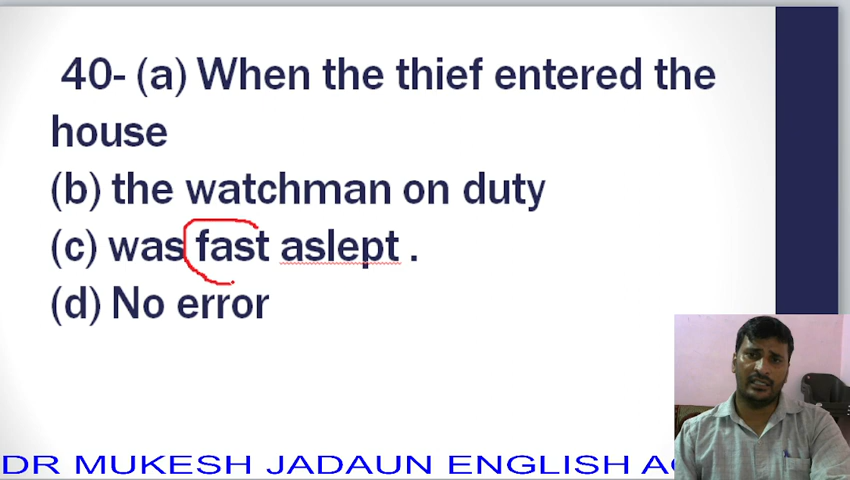 40- (a) When the thief entered the
house
(b) the watchman on duty
(c) was fast aslept .
(d) No error
DR MUKESH JADAUN ENGLISH